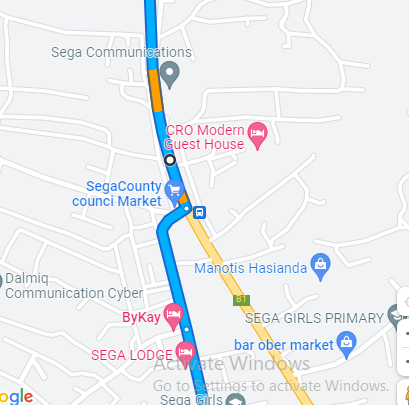 Sega Communications
CRO Modern
Guest House
SegaCounty
counci Market
Manotis Hasianda
Dalmiq
Communication Cyber
B1
ByKay
SEGA GIRLS PRIMARY
bar ober market
SEGA LODGE
Activate Windows
Go to Settings to activate Windows.
ogle
Sega Girls